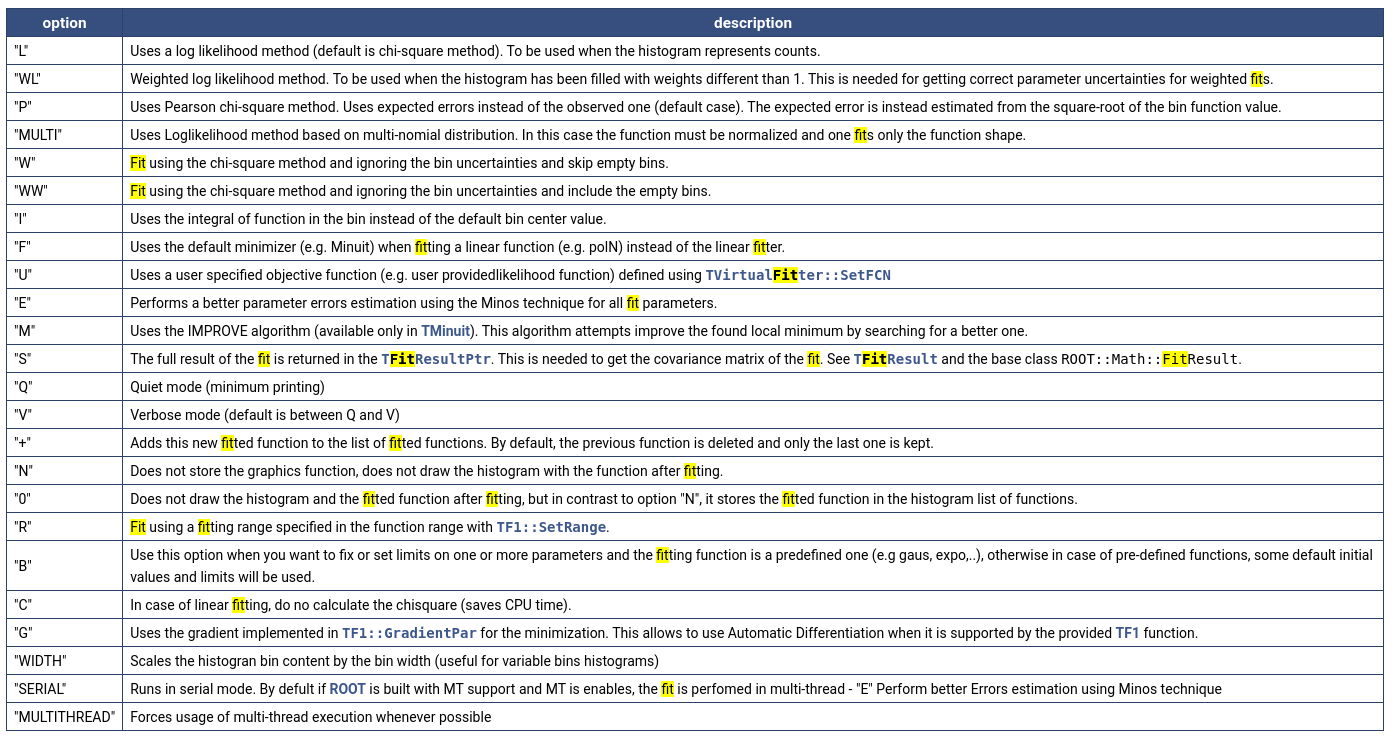 option description
"L" Uses a log likelihood method (default is chi-square method). To be used when the histogram represents counts.
"WL" Weighted log likelihood method. To be used when the histogram has been filled with weights different than 1. This is needed for getting correct parameter uncertainties for weighted fits.
"P" Uses Pearson chi-square method. Uses expected errors instead of the observed one (default case). The expected error is instead estimated from the square-root of the bin function value.
"MULTI" Uses Loglikelihood method based on multi-nomial distribution. In this case the function must be normalized and one fits only the function shape.
"W" Fit using the chi-square method and ignoring the bin uncertainties and skip empty bins.
"WW" Fit using the chi-square method and ignoring the bin uncertainties and include the empty bins.
"I" Uses the integral of function in the bin instead of the default bin center value.
"F" Uses the default minimizer (e.g. Minuit) when fitting a linear function (e.g. polN) instead of the linear fitter.
"U" Uses a user specified objective function (e.g. user providedlikelihood function) defined using TVirtualFitter::SetFCN
"E" Performs a better parameter errors estimation using the Minos technique for all fit parameters.
"M" Uses the IMPROVE algorithm (available only in TMinuit). This algorithm attempts improve the found local minimum by searching for a better one.
"S" The full result of the fit is returned in the TFitResultPtr. This is needed to get the covariance matrix of the fit. See TFitResult and the base class ROOT::Math::FitResult.
"Q" Quiet mode (minimum printing)
"V" Verbose mode (default is between Q and V)
"+" Adds this new fitted function to the list of fitted functions. By default, the previous function is deleted and only the last one is kept.
"N" Does not store the graphics function, does not draw the histogram with the function after fitting.
"0" Does not draw the histogram and the fitted function after fitting, but in contrast to option "N", it stores the fitted function in the histogram list of functions.
"R" Fit using a fitting range specified in the function range with TF1::SetRange.
"B" Use this option when you want to fix or set limits on one or more parameters and the fitting function is a predefined one (e.g gaus, expo,..), otherwise in case of pre-defined functions, some default initial
values and limits will be used.
"C" In case of linear fitting, do no calculate the chisquare (saves CPU time).
"G" Uses the gradient implemented in TF1::GradientPar for the minimization. This allows to use Automatic Differentiation when it is supported by the provided TF1 function.
"WIDTH" Scales the histogran bin content by the bin width (useful for variable bins histograms)
"SERIAL" Runs in serial mode. By defult if ROOT is built with MT support and MT is enables, the fit is perfomed in multi-thread - "E" Perform better Errors estimation using Minos technique
"MULTITHREAD" Forces usage of multi-thread execution whenever possible